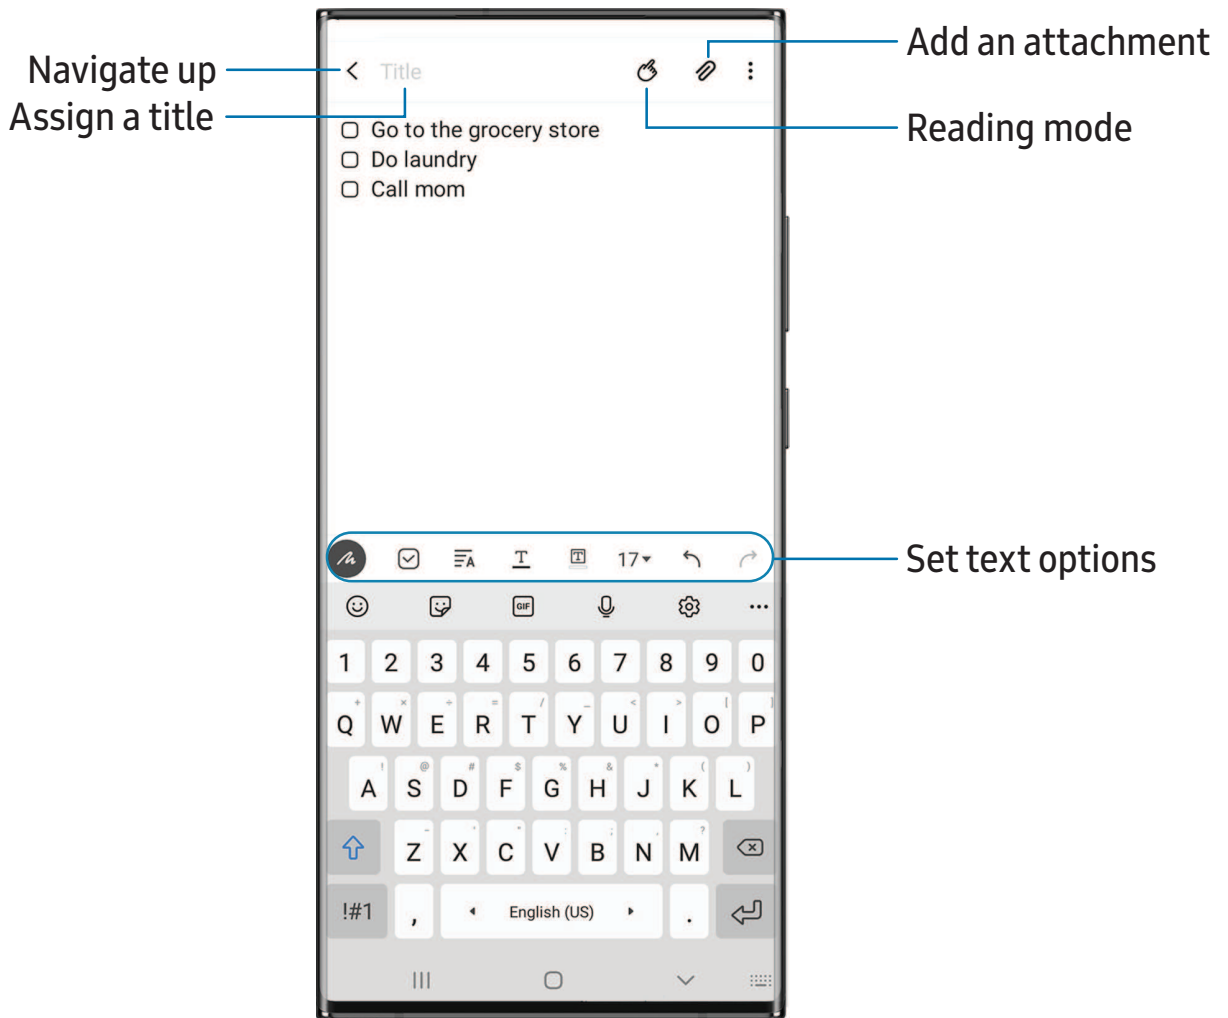 Navigate up
Assign a title
Add an attachment
Reading mode
Title
Go to the grocery store
Do laundry
Call mom
Set text options
A T T 17
GIF
1 2 3 4 5 6 7 8 9 0
+ × ÷ = / _ < > [ ]
Q W E R T Y U I O P
! @ # $ % & * ( )
A S D F G H J K L
- ' " : ; , ?
Z X C V B N M
!#1 , English (US) .